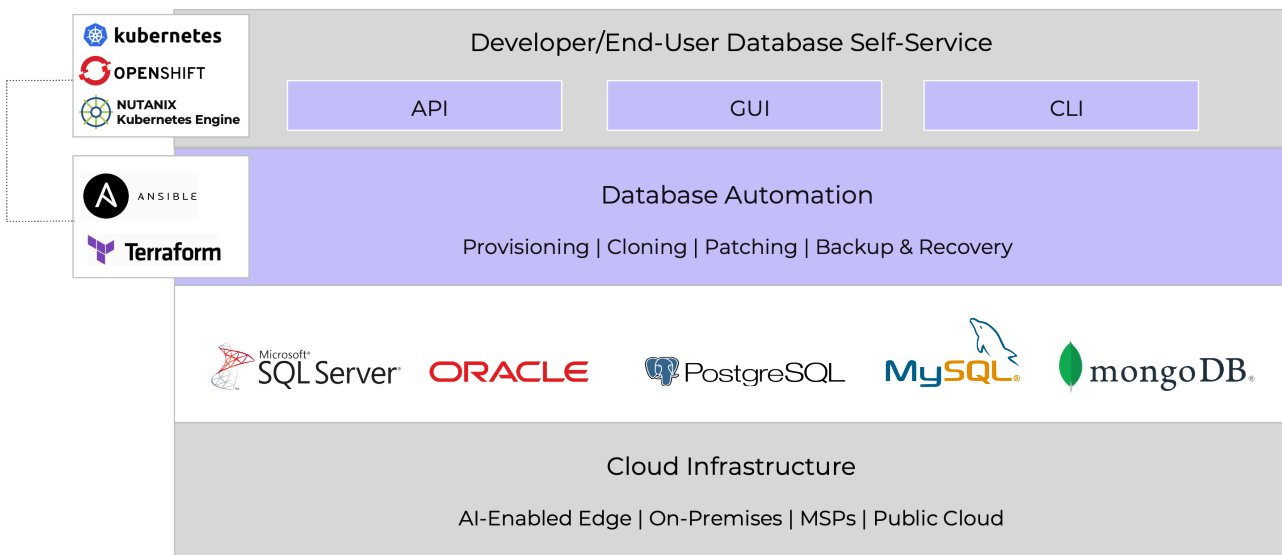 kubernetes
OPENSHIFT
NUTANIX
Kubernetes Engine
Developer/End-User Database Self-Service
API
GUI
CLI
A ANSIBLE
Terraform
Database Automation
Provisioning | Cloning | Patching | Backup & Recovery
Microsoft®
SQL Server®
ORACLE
PostgreSQL
MySQL®
mongoDB®
Cloud Infrastructure
AI-Enabled Edge | On-Premises | MSPs | Public Cloud